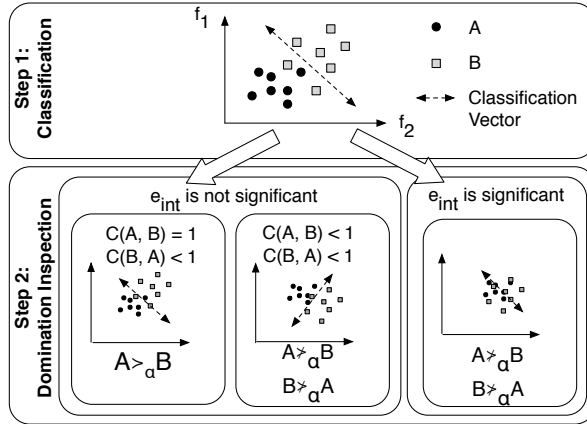 Step 1:
Classification
f1
f2
A
B
Classification
Vector
Step 2:
Domination Inspection
eint is not significant
C(A, B) = 1
C(B, A) < 1
A≻αB
C(A, B) < 1
C(B, A) < 1
A⊁αB
B⊁αA
eint is significant
A⊁αB
B⊁αA